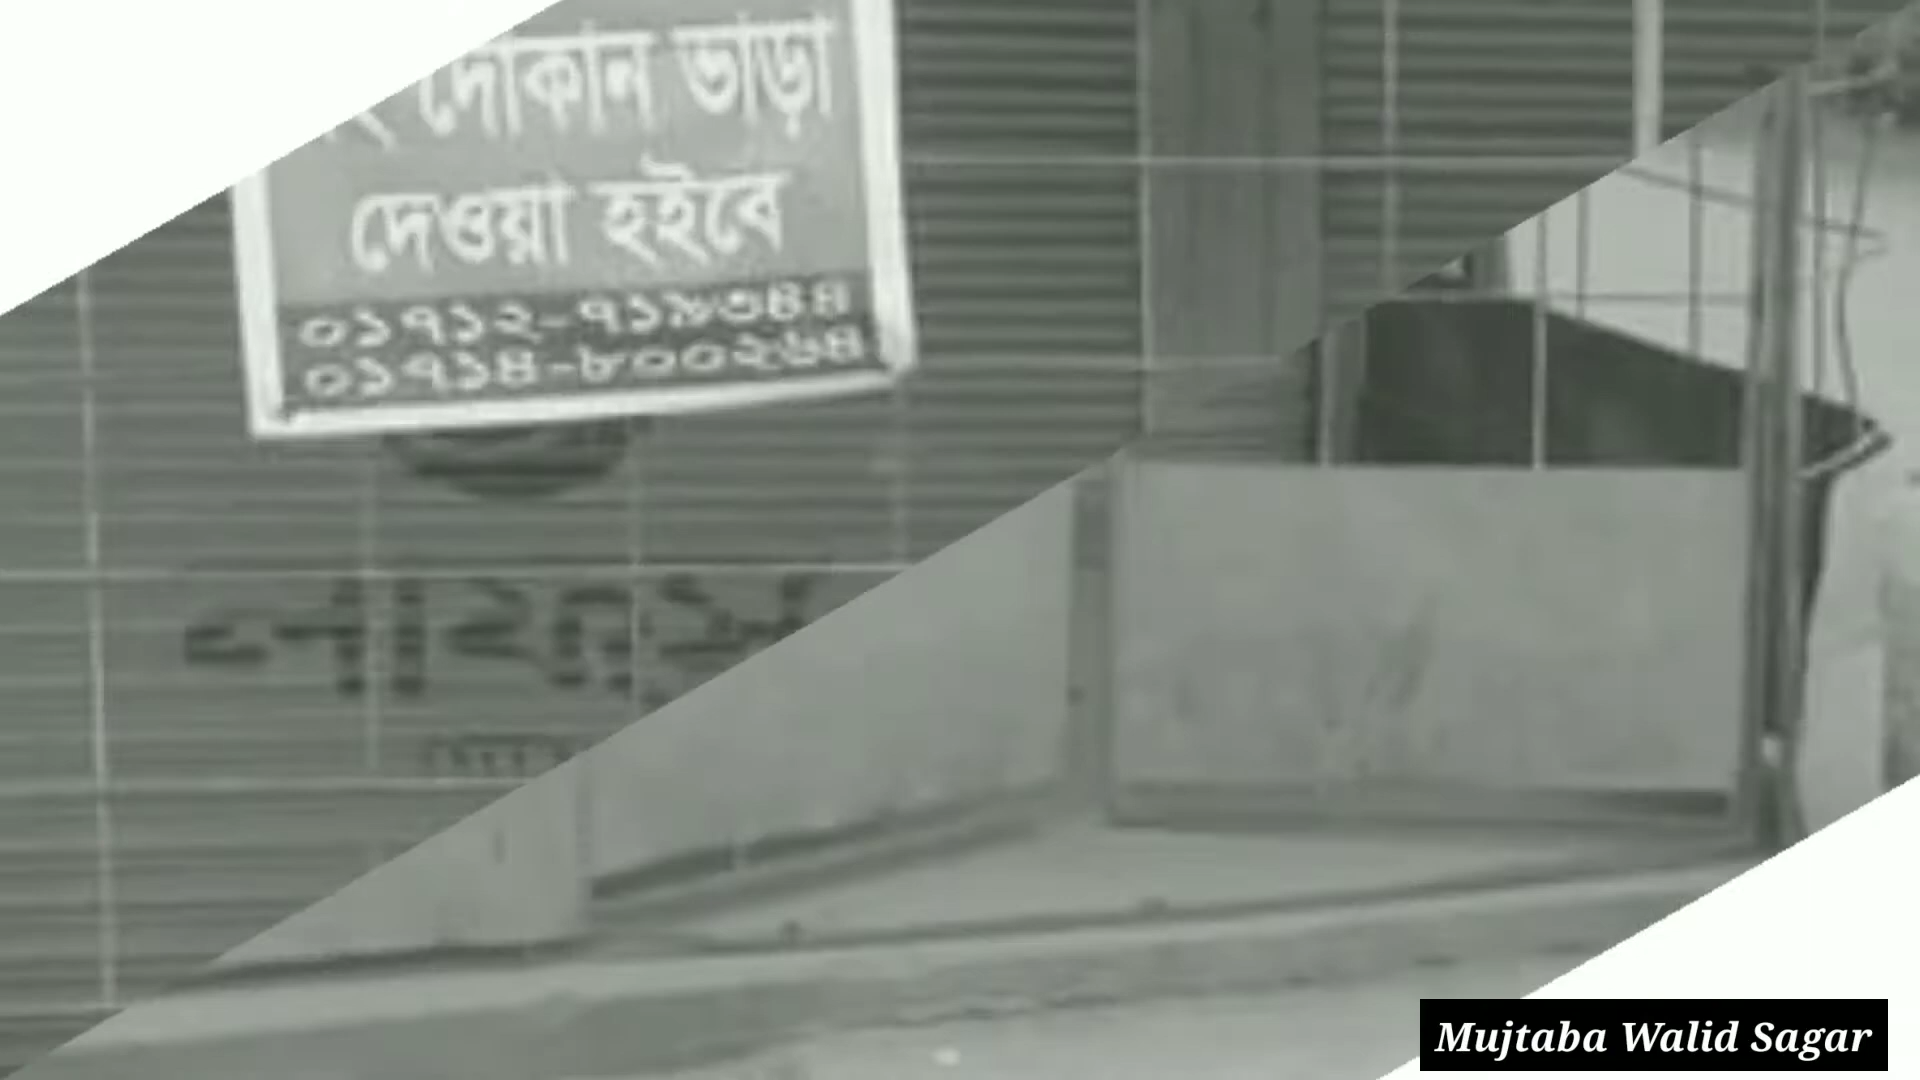 দোকান ভাড়া
দেওয়া হইবে
০১৭১২-৭১৯৩৪৪
০১৭১৪-৮০০২৬৪
Mujtaba Walid Sagar